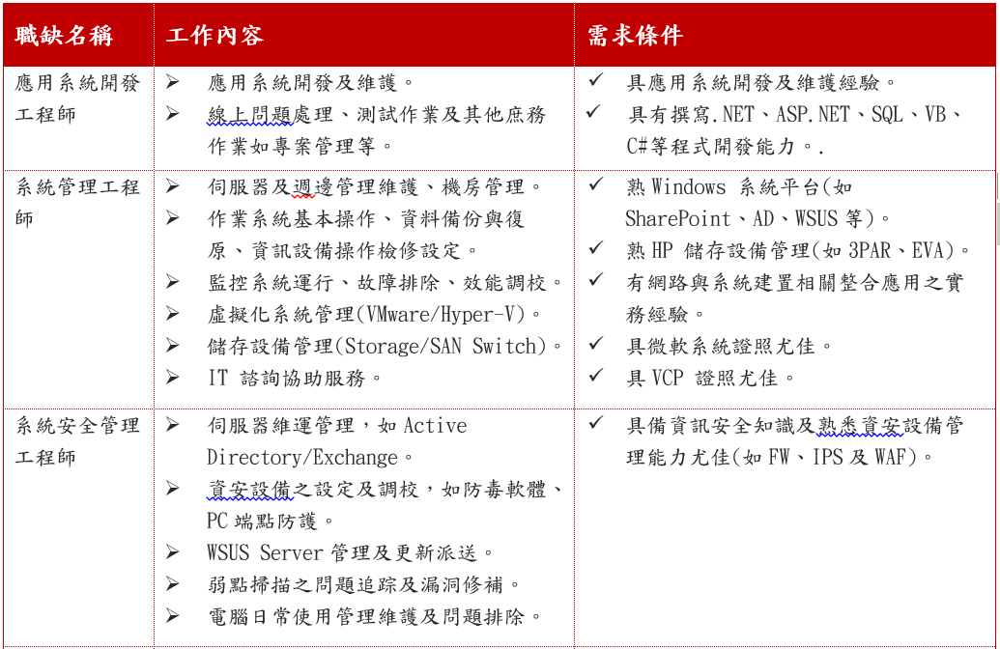 職缺名稱 工作內容 需求條件
應用系統開發
工程師
➢ 應用系統開發及維護。
➢ 線上問題處理、測試作業及其他庶務
作業如專案管理等。
✓ 具應用系統開發及維護經驗。
✓ 具有撰寫.NET、ASP.NET、SQL、VB、
C#等程式開發能力。.
系統管理工程
師
➢ 伺服器及週邊管理維護、機房管理。
➢ 作業系統基本操作、資料備份與復
原、資訊設備操作檢修設定。
➢ 監控系統運行、故障排除、效能調校。
➢ 虛擬化系統管理(VMware/Hyper-V)。
➢ 儲存設備管理(Storage/SAN Switch)。
➢ IT 諮詢協助服務。
✓ 熟 Windows 系統平台(如
SharePoint、AD、WSUS 等)。
✓ 熟 HP 儲存設備管理(如 3PAR、EVA)。
✓ 有網路與系統建置相關整合應用之實
務經驗。
✓ 具微軟系統證照尤佳。
✓ 具 VCP 證照尤佳。
系統安全管理
工程師
➢ 伺服器維運管理，如 Active
Directory/Exchange。
➢ 資安設備之設定及調校，如防毒軟體、
PC 端點防護。
➢ WSUS Server 管理及更新派送。
➢ 弱點掃描之問題追踪及漏洞修補。
➢ 電腦日常使用管理維護及問題排除。
✓ 具備資訊安全知識及熟悉資安設備管
理能力尤佳(如 FW、IPS 及 WAF)。